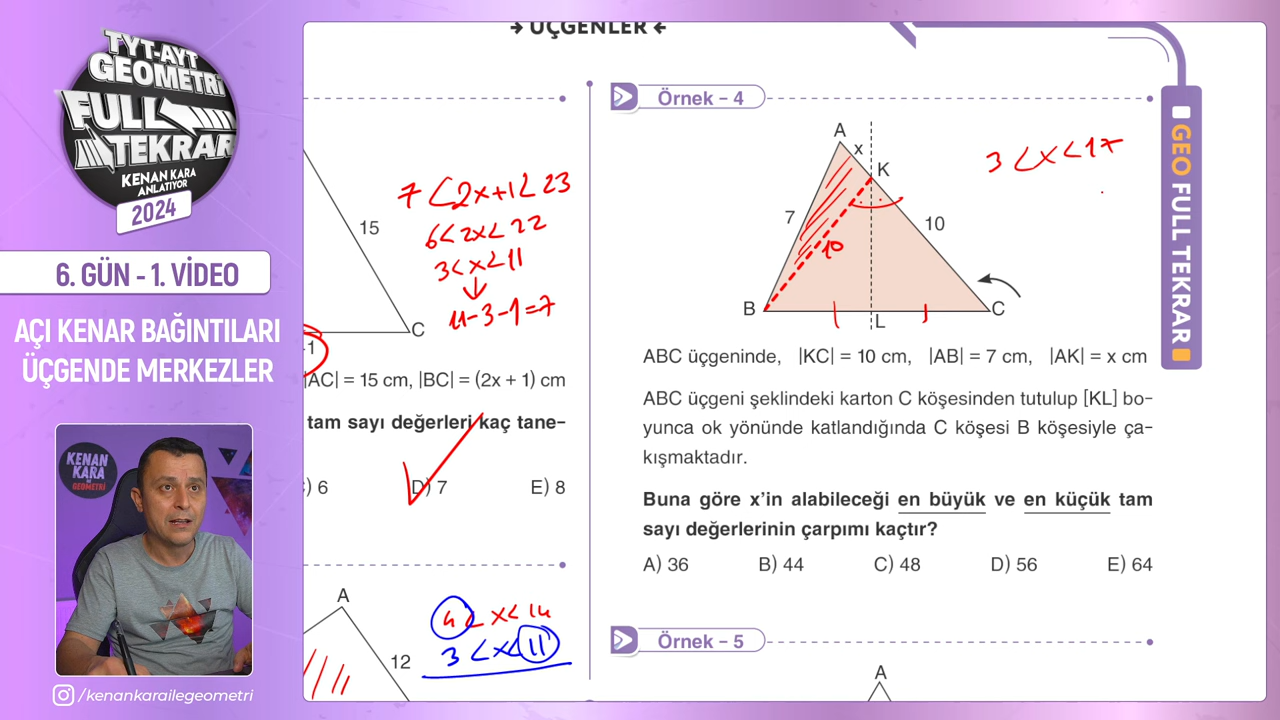 TYT-AYT
GEOMETRİ
FULL
TEKRAR
KENAN KARA
ANLATIYOR
2024
6. GÜN - 1. VİDEO
AÇI KENAR BAĞINTILARI
ÜÇGENDE MERKEZLER
KENAN
KARA
GEOMETRİ
/kenankarailegeometri
ÜÇGENLER
15
C
7 < 2x+1 < 23
6 < 2x < 22
3 < x < 11
11-3-1=7
1
|AC| = 15 cm, |BC| = (2x + 1) cm
tam sayı değerleri kaç tane-
) 6 D) 7 E) 8
A
12
4 < x < 14
3 < x < 11
Örnek – 4
A
x
K
7
10
10
B
L
C
3 < x < 17
ABC üçgeninde, |KC| = 10 cm, |AB| = 7 cm, |AK| = x cm
ABC üçgeni şeklindeki karton C köşesinden tutulup [KL] bo-
yunca ok yönünde katlandığında C köşesi B köşesiyle ça-
kışmaktadır.
Buna göre x'in alabileceği en büyük ve en küçük tam
sayı değerlerinin çarpımı kaçtır?
A) 36 B) 44 C) 48 D) 56 E) 64
Örnek – 5
A
GEO FULL TEKRAR